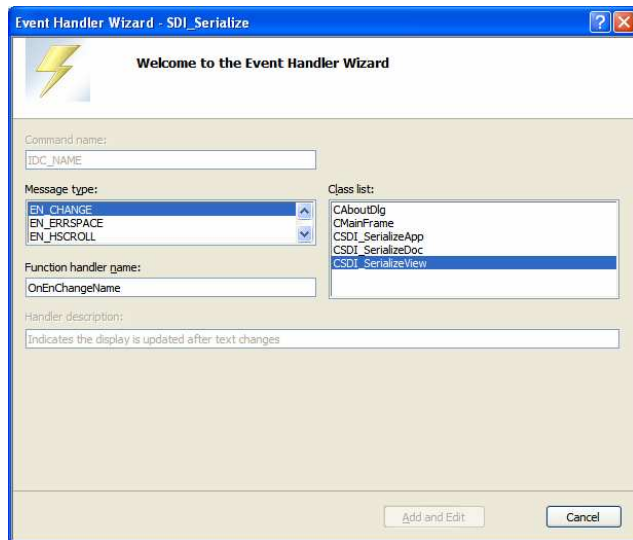 Event Handler Wizard - SDI_Serialize
Welcome to the Event Handler Wizard
Command name:
IDC_NAME
Message type:
EN_CHANGE
EN_ERRSPACE
EN_HSCROLL
Class list:
CAboutDlg
CMainFrame
CSDI_SerializeApp
CSDI_SerializeDoc
CSDI_SerializeView
Function handler name:
OnEnChangeName
Handler description:
Indicates the display is updated after text changes
Add and Edit
Cancel